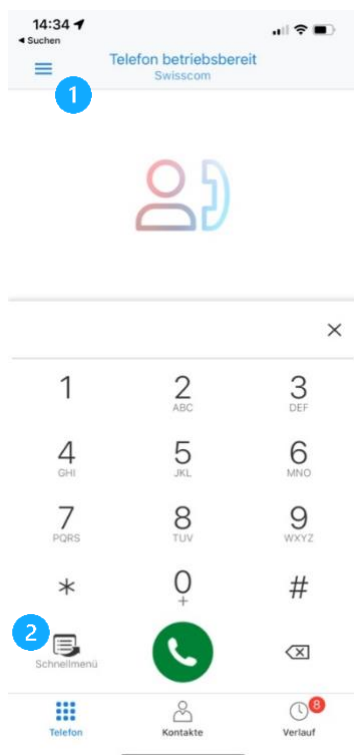 14:34
Suchen
Telefon betriebsbereit
Swisscom
1
1 2 3
ABC DEF
4 5 6
GHI JKL MNO
7 8 9
PQRS TUV WXYZ
* 0 #
+
2
Schnellmenü
8
Telefon Kontakte Verlauf